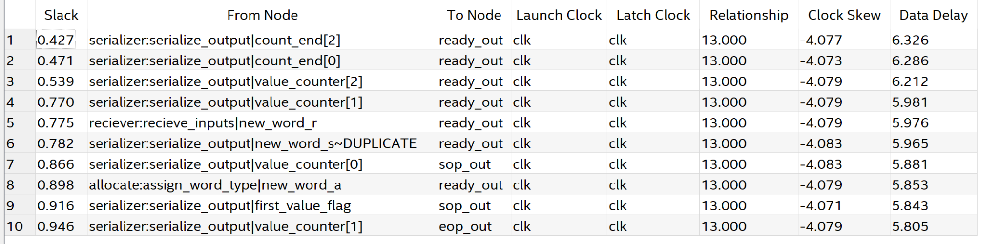 Slack From Node To Node Launch Clock Latch Clock Relationship Clock Skew Data Delay
1 0.427 serializer:serialize_output|count_end[2] ready_out clk clk 13.000 -4.077 6.326
2 0.471 serializer:serialize_output|count_end[0] ready_out clk clk 13.000 -4.073 6.286
3 0.539 serializer:serialize_output|value_counter[2] ready_out clk clk 13.000 -4.079 6.212
4 0.770 serializer:serialize_output|value_counter[1] ready_out clk clk 13.000 -4.079 5.981
5 0.775 reciever:recieve_inputs|new_word_r ready_out clk clk 13.000 -4.079 5.976
6 0.782 serializer:serialize_output|new_word_s~DUPLICATE ready_out clk clk 13.000 -4.083 5.965
7 0.866 serializer:serialize_output|value_counter[0] sop_out clk clk 13.000 -4.083 5.881
8 0.898 allocate:assign_word_type|new_word_a ready_out clk clk 13.000 -4.079 5.853
9 0.916 serializer:serialize_output|first_value_flag sop_out clk clk 13.000 -4.071 5.843
10 0.946 serializer:serialize_output|value_counter[1] eop_out clk clk 13.000 -4.079 5.805